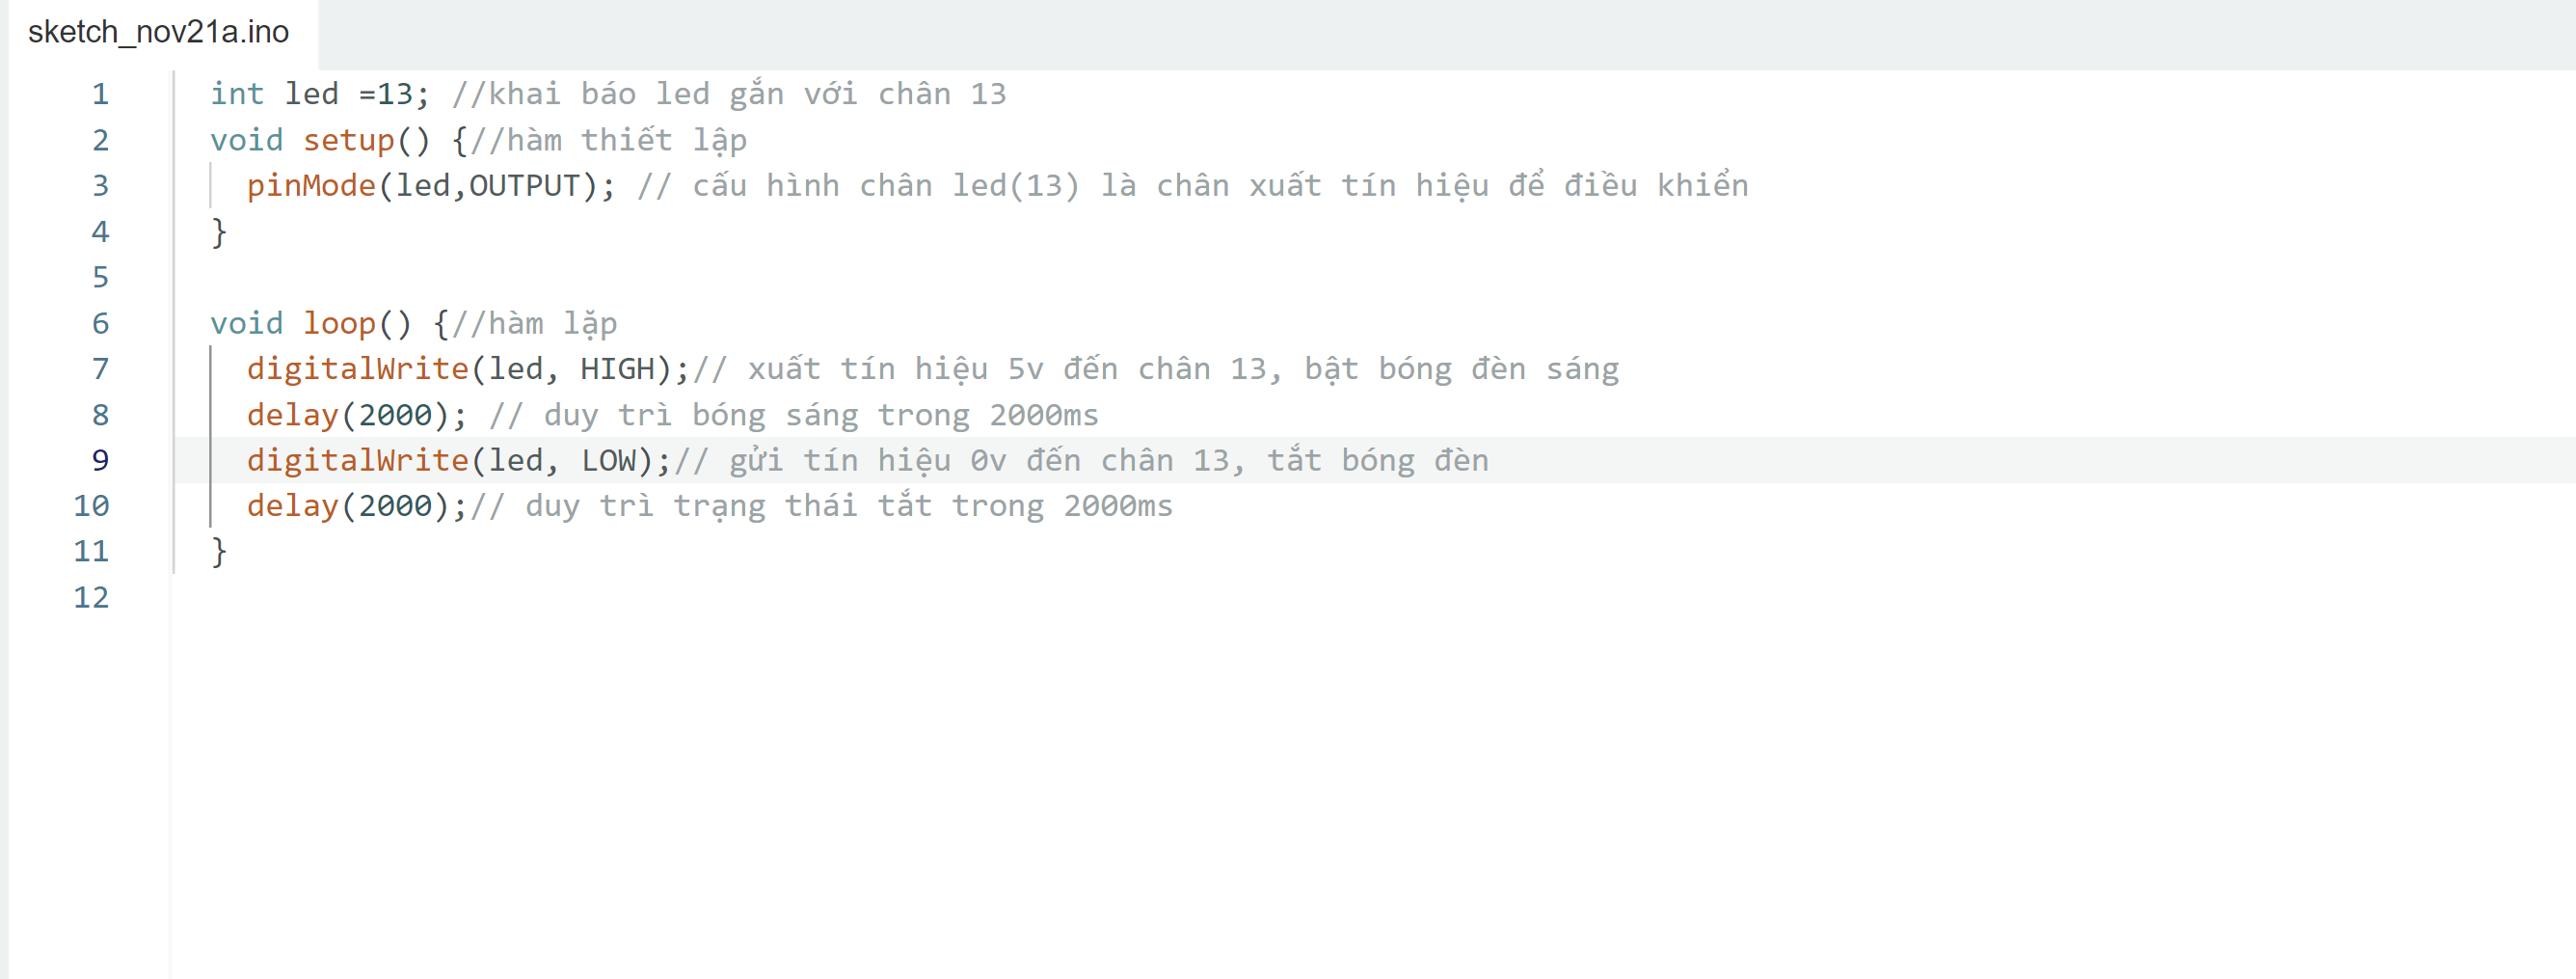 sketch_nov21a.ino
1 int led =13; //khai báo led gắn với chân 13
2 void setup() {//hàm thiết lập
3 pinMode(led,OUTPUT); // cấu hình chân led(13) là chân xuất tín hiệu để điều khiển
4 }
5
6 void loop() {//hàm lặp
7 digitalWrite(led, HIGH);// xuất tín hiệu 5v đến chân 13, bật bóng đèn sáng
8 delay(2000); // duy trì bóng sáng trong 2000ms
9 digitalWrite(led, LOW);// gửi tín hiệu 0v đến chân 13, tắt bóng đèn
10 delay(2000);// duy trì trạng thái tắt trong 2000ms
11 }
12